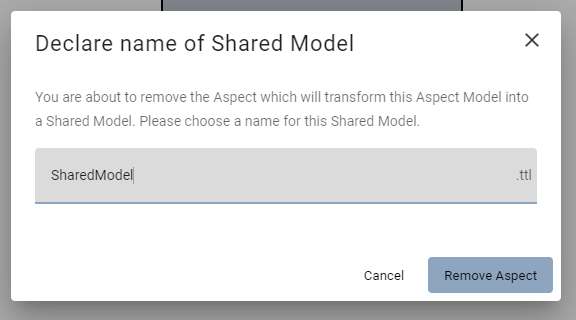 Declare name of Shared Model
You are about to remove the Aspect which will transform this Aspect Model into
a Shared Model. Please choose a name for this Shared Model.
SharedModel .ttl
Cancel Remove Aspect